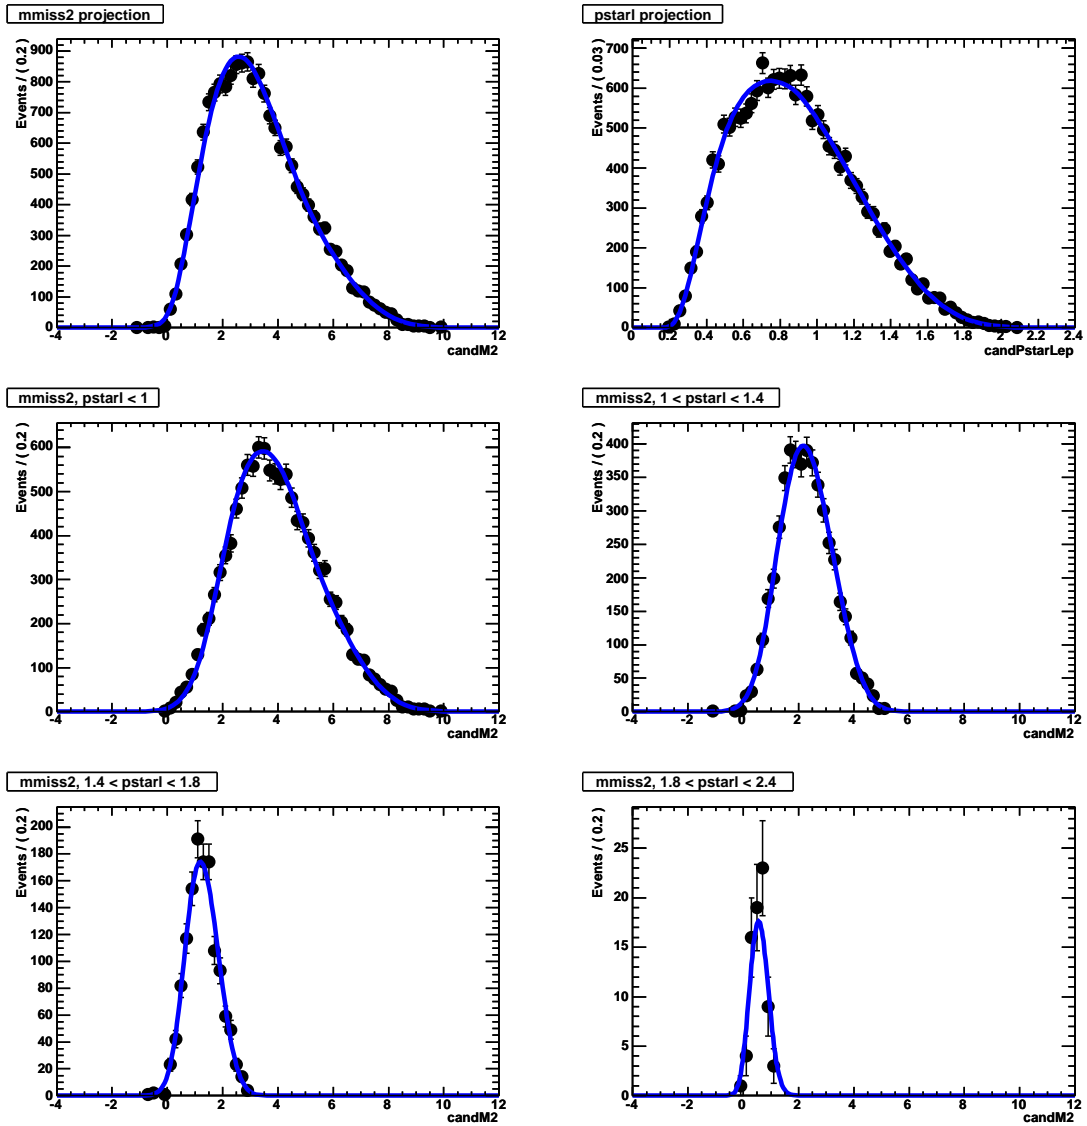 mmiss2 projection
Events / ( 0.2 )
900
800
700
600
500
400
300
200
100
0
-4 -2 0 2 4 6 8 10 12
candM2
pstarl projection
Events / ( 0.03 )
700
600
500
400
300
200
100
0
0 0.2 0.4 0.6 0.8 1 1.2 1.4 1.6 1.8 2 2.2 2.4
candPstarLep
mmiss2, pstarl < 1
Events / ( 0.2 )
600
500
400
300
200
100
0
-4 -2 0 2 4 6 8 10 12
candM2
mmiss2, 1 < pstarl < 1.4
Events / ( 0.2 )
400
350
300
250
200
150
100
50
0
-4 -2 0 2 4 6 8 10 12
candM2
mmiss2, 1.4 < pstarl < 1.8
Events / ( 0.2 )
200
180
160
140
120
100
80
60
40
20
0
-4 -2 0 2 4 6 8 10 12
candM2
mmiss2, 1.8 < pstarl < 2.4
Events / ( 0.2 )
25
20
15
10
5
0
-4 -2 0 2 4 6 8 10 12
candM2